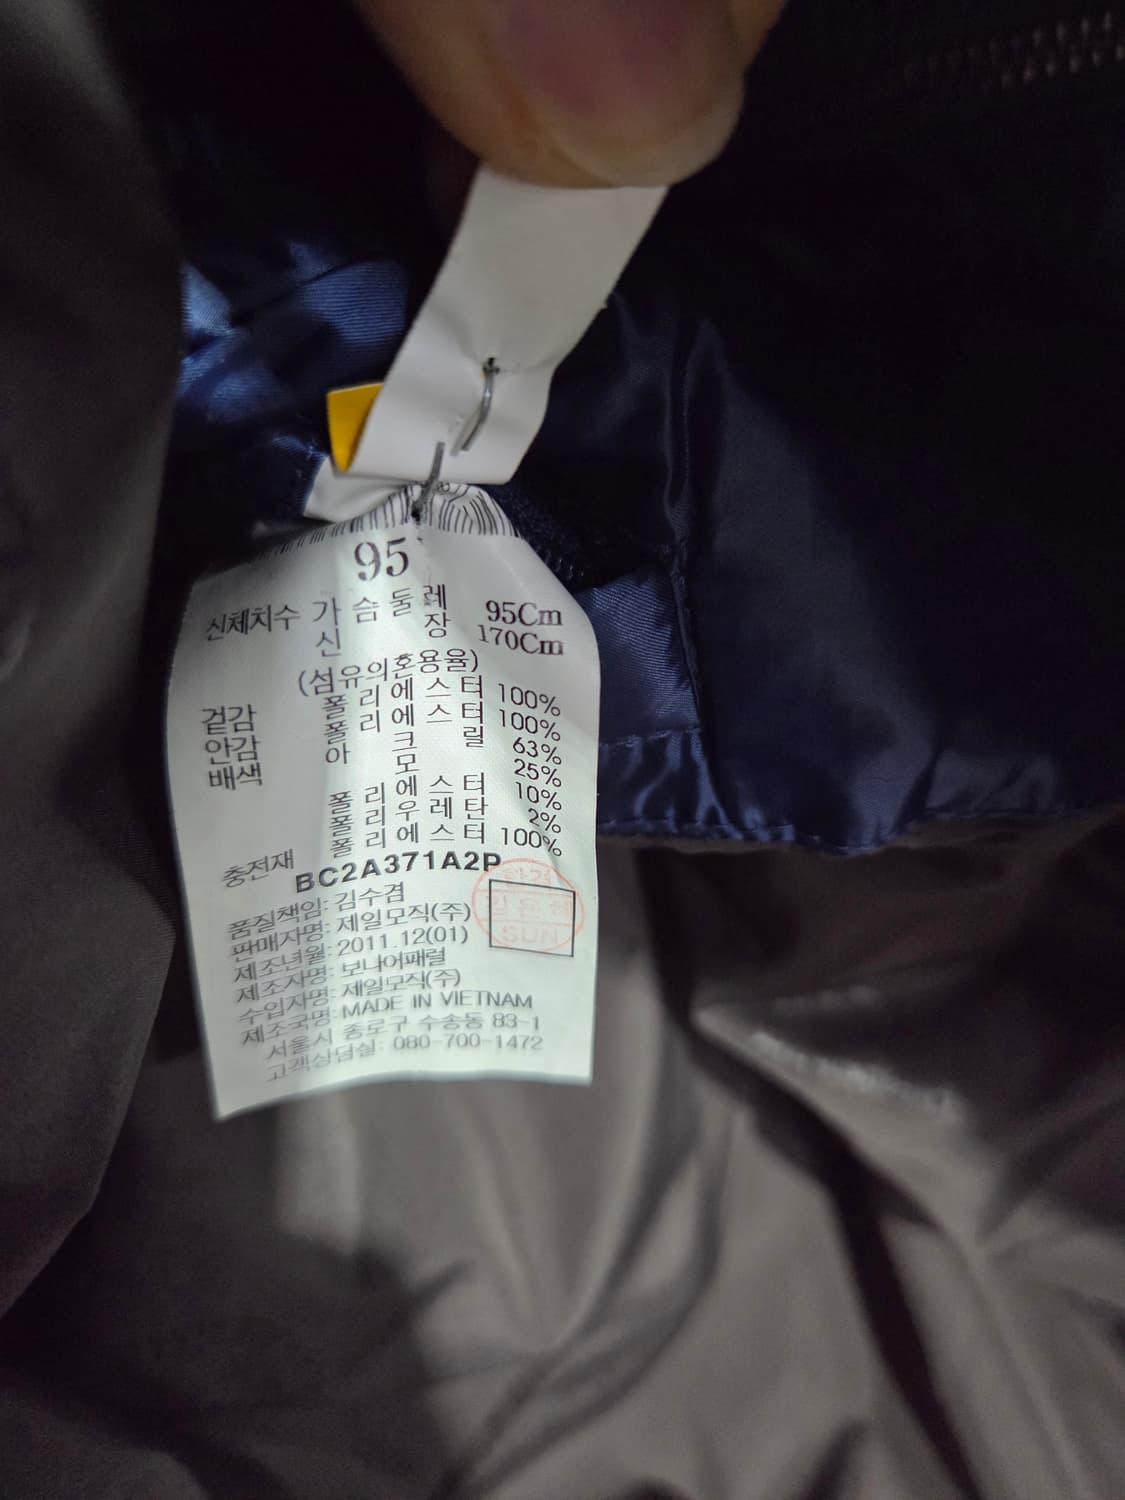 95
신체치수 가슴둘레 95Cm
신장 170Cm
(섬유의혼용율)
겉감 폴리에스터 100%
안감 폴리에스터 100%
배색 아크릴 63%
모 25%
폴리에스터 10%
폴리우레탄 2%
충전재 폴리에스터 100%
BC2A371A2P
품질책임: 김수겸
판매자명: 제일모직(주)
제조년월: 2011.12(01)
제조자명: 보나어패럴
수입자명: 제일모직(주)
제조국명: MADE IN VIETNAM
서울시 종로구 수송동 83-1
고객상담실: 080-700-1472
SUN